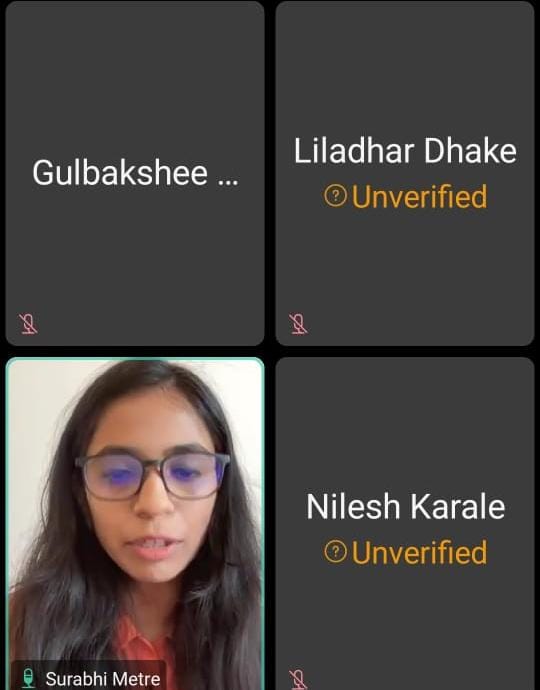 Gulbakshee ...
Liladhar Dhake
Unverified
Surabhi Metre
Nilesh Karale
Unverified